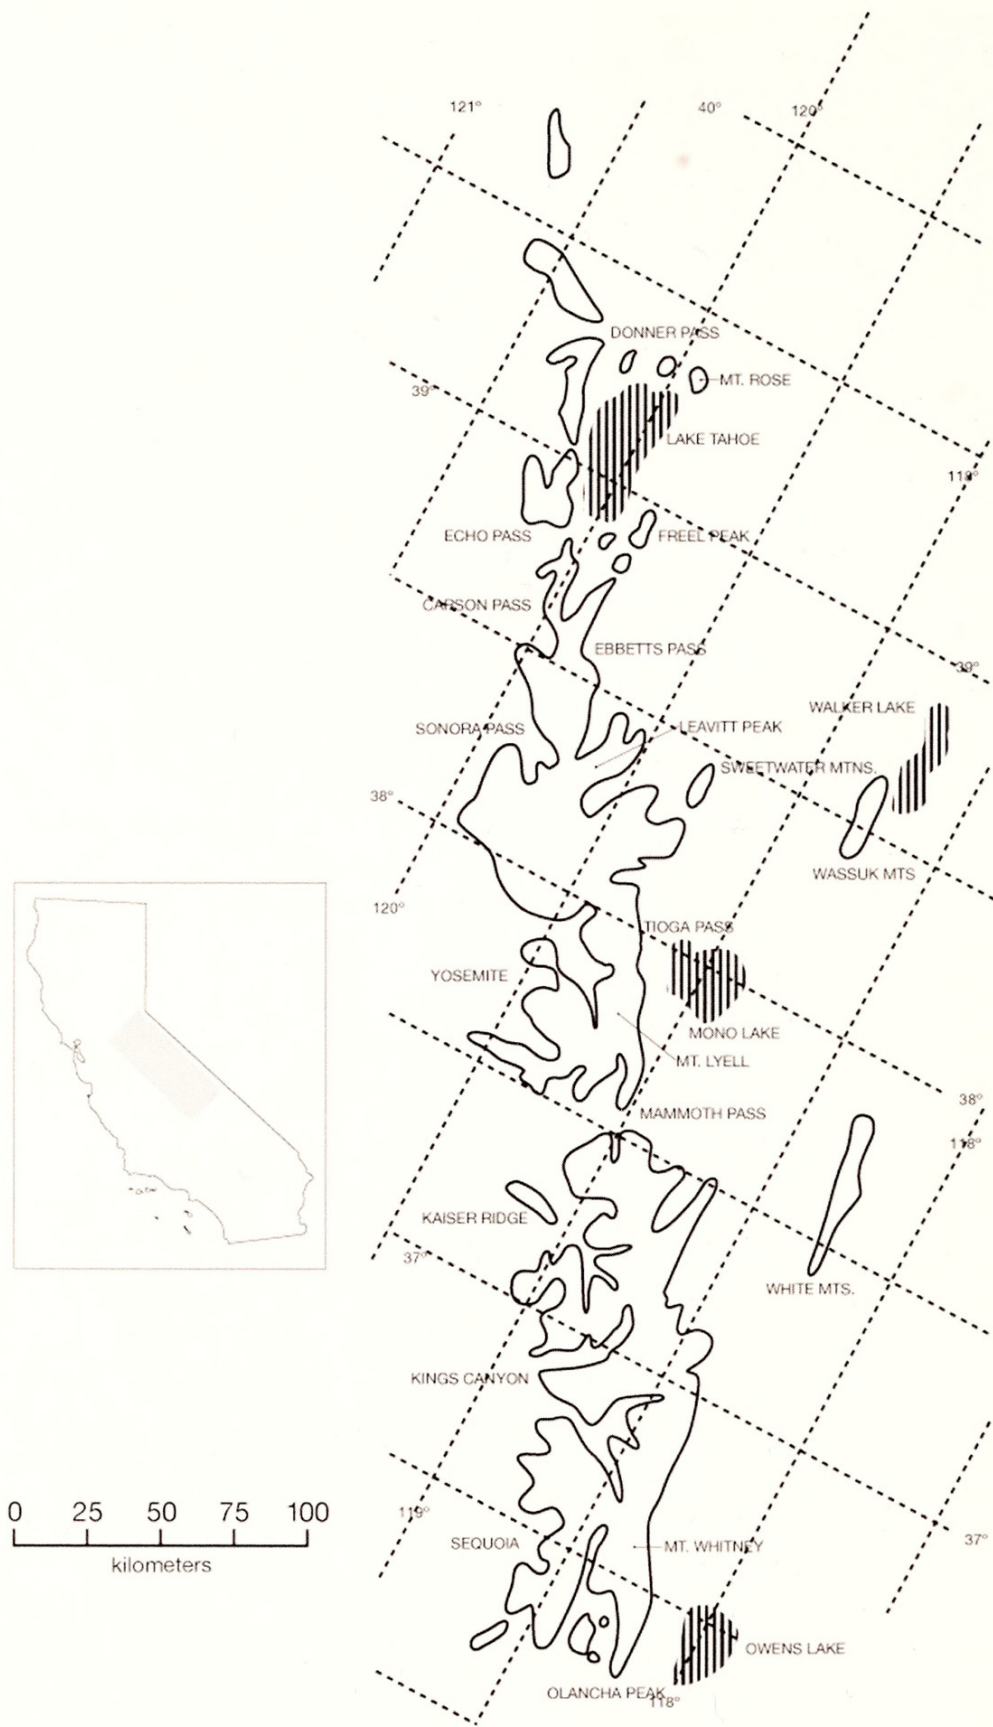 121°
40°
120°
DONNER PASS
MT. ROSE
39°
LAKE TAHOE
118°
ECHO PASS
FREEL PEAK
CARSON PASS
EBBETTS PASS
39°
WALKER LAKE
SONORA PASS
LEAVITT PEAK
SWEETWATER MTNS.
38°
WASSUK MTS
120°
TIOGA PASS
YOSEMITE
MONO LAKE
MT. LYELL
38°
MAMMOTH PASS
118°
KAISER RIDGE
37°
WHITE MTS.
KINGS CANYON
0 25 50 75 100
kilometers
119°
SEQUOIA
MT. WHITNEY
37°
OWENS LAKE
OLANCHA PEAK
118°